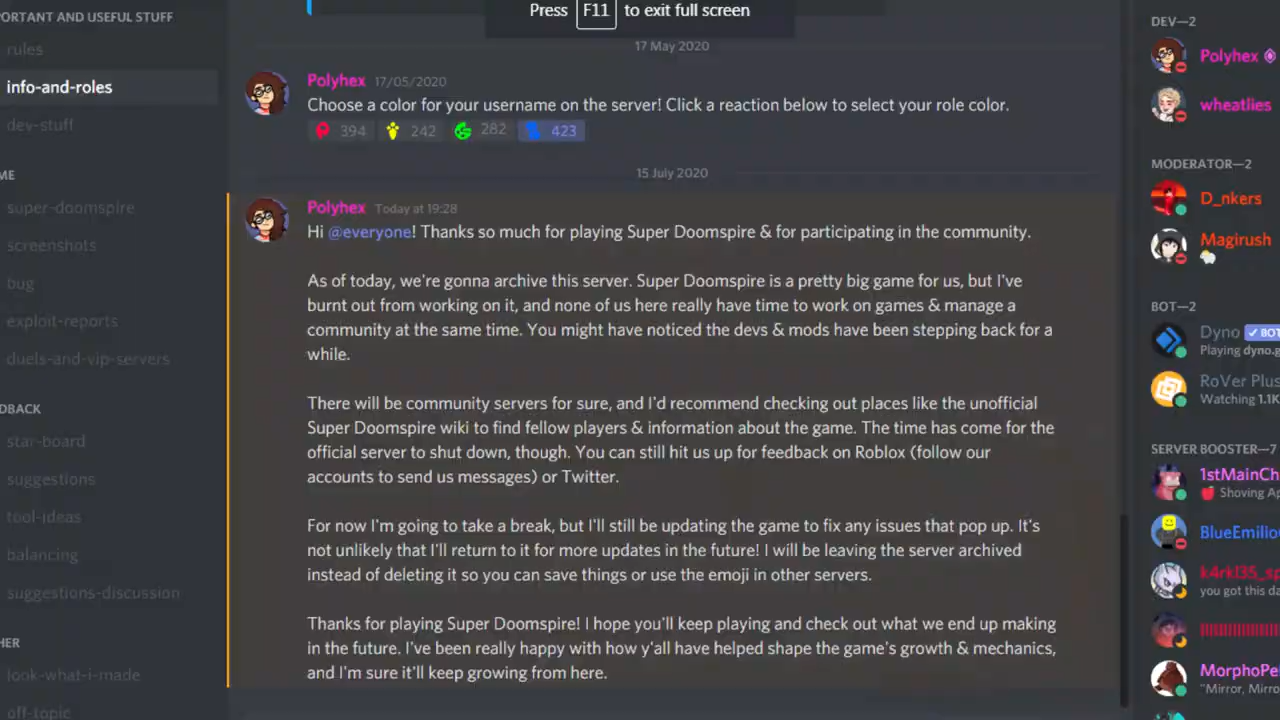 PORTANT AND USEFUL STUFF
rules
info-and-roles
dev-stuff
ME
super-doomspire
screenshots
bug
exploit-reports
duels-and-vip-servers
DBACK
star-board
suggestions
tool-ideas
balancing
suggestions-discussion
HER
look-what-i-made
off-topic
Press F11 to exit full screen
17 May 2020
Polyhex 17/05/2020
Choose a color for your username on the server! Click a reaction below to select your role color.
394 242 282 423
15 July 2020
Polyhex Today at 19:28
Hi @everyone! Thanks so much for playing Super Doomspire & for participating in the community.
As of today, we're gonna archive this server. Super Doomspire is a pretty big game for us, but I've
burnt out from working on it, and none of us here really have time to work on games & manage a
community at the same time. You might have noticed the devs & mods have been stepping back for a
while.
There will be community servers for sure, and I'd recommend checking out places like the unofficial
Super Doomspire wiki to find fellow players & information about the game. The time has come for the
official server to shut down, though. You can still hit us up for feedback on Roblox (follow our
accounts to send us messages) or Twitter.
For now I'm going to take a break, but I'll still be updating the game to fix any issues that pop up. It's
not unlikely that I'll return to it for more updates in the future! I will be leaving the server archived
instead of deleting it so you can save things or use the emoji in other servers.
Thanks for playing Super Doomspire! I hope you'll keep playing and check out what we end up making
in the future. I've been really happy with how y'all have helped shape the game's growth & mechanics,
and I'm sure it'll keep growing from here.
DEV—2
Polyhex
wheatlies
MODERATOR—2
D_nkers
Magirush
BOT—2
Dyno BOT
Playing dyno.g
RoVer Plus
Watching 1.1K
SERVER BOOSTER—7
1stMainCh
Shoving Ap
BlueEmilio
k4rkl35_sp
you got this da
MorphoPe
"Mirror, Mirro